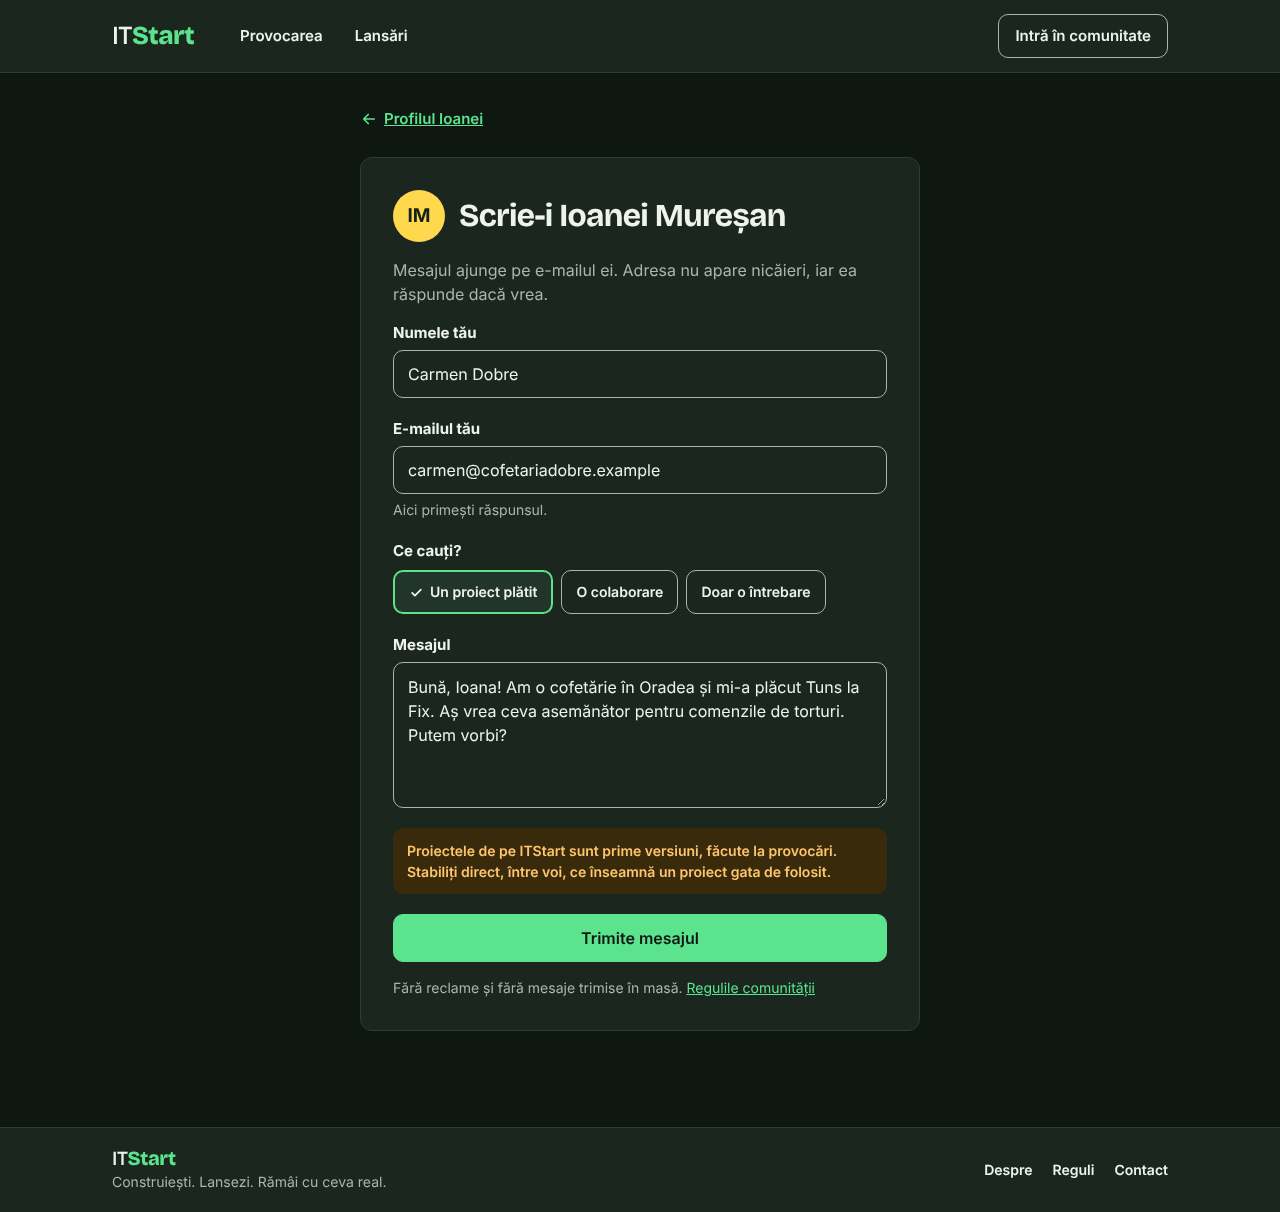 ITStart
Provocarea
Lansări
Intră în comunitate
← Profilul Ioanei
IM
Scrie-i Ioanei Mureșan
Mesajul ajunge pe e-mailul ei. Adresa nu apare nicăieri, iar ea
răspunde dacă vrea.
Numele tău
Carmen Dobre
E-mailul tău
carmen@cofetariadobre.example
Aici primești răspunsul.
Ce cauți?
✓ Un proiect plătit
O colaborare
Doar o întrebare
Mesajul
Bună, Ioana! Am o cofetărie în Oradea și mi-a plăcut Tuns la
Fix. Aș vrea ceva asemănător pentru comenzile de torturi.
Putem vorbi?
Proiectele de pe ITStart sunt prime versiuni, făcute la provocări.
Stabiliți direct, între voi, ce înseamnă un proiect gata de folosit.
Trimite mesajul
Fără reclame și fără mesaje trimise în masă. Regulile comunității
ITStart
Construiești. Lansezi. Rămâi cu ceva real.
Despre
Reguli
Contact